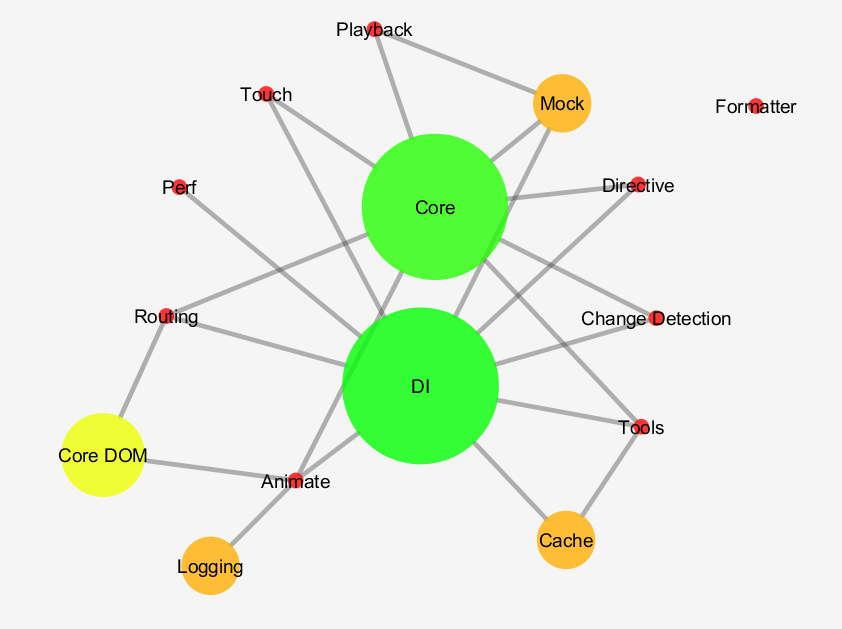 Playback
Touch
Mock
Formatter
Perf
Directive
Core
Routing
Change Detection
DI
Tools
Core DOM
Animate
Cache
Logging